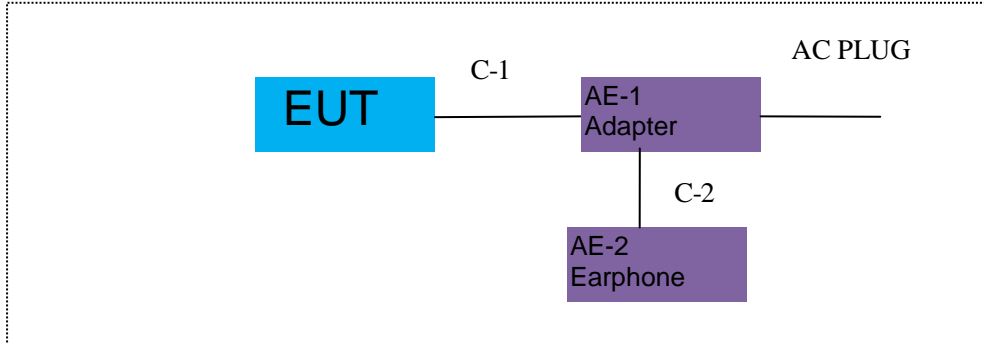 AC PLUG
C-1
EUT
AE-1
Adapter
C-2
AE-2
Earphone